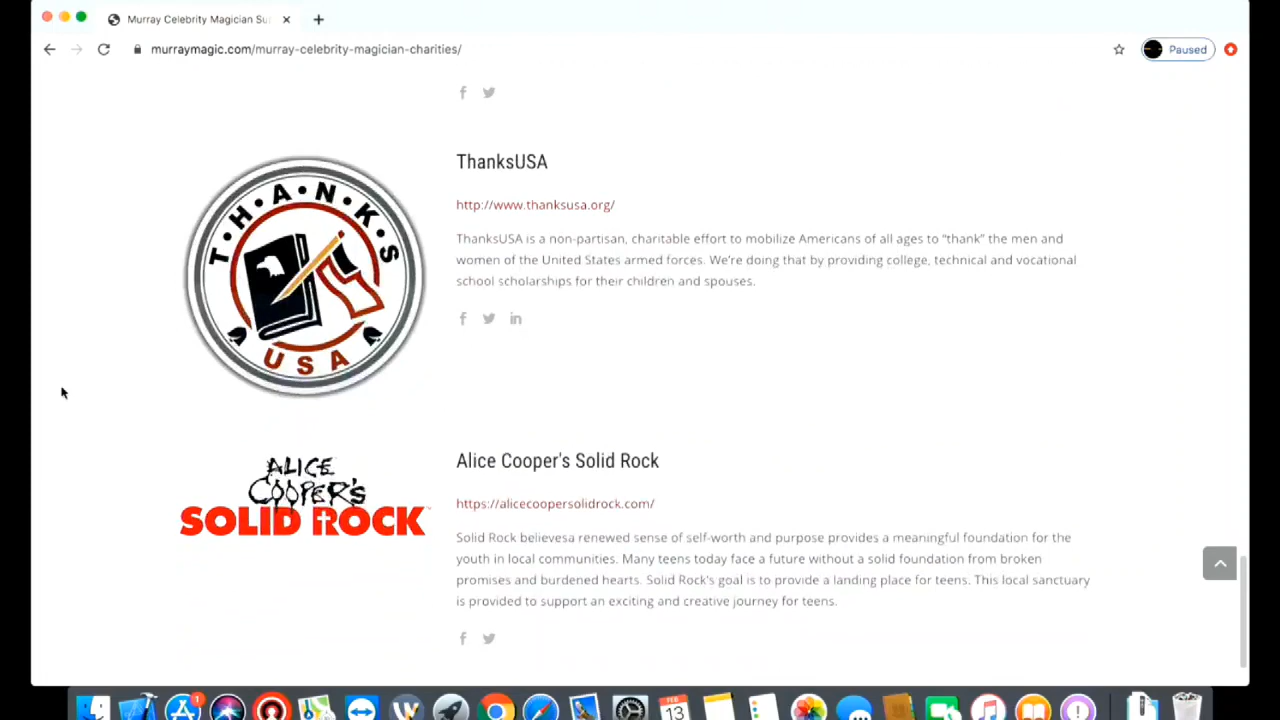 Murray Celebrity Magician Su
murraymagic.com/murray-celebrity-magician-charities/
Paused
ThanksUSA
http://www.thanksusa.org/
ThanksUSA is a non-partisan, charitable effort to mobilize Americans of all ages to “thank” the men and
women of the United States armed forces. We're doing that by providing college, technical and vocational
school scholarships for their children and spouses.
T•H•A•N•K•S
USA
Alice Cooper's Solid Rock
https://alicecoopersolidrock.com/
Solid Rock believesa renewed sense of self-worth and purpose provides a meaningful foundation for the
youth in local communities. Many teens today face a future without a solid foundation from broken
promises and burdened hearts. Solid Rock's goal is to provide a landing place for teens. This local sanctuary
is provided to support an exciting and creative journey for teens.
ALICE
COOPER'S
SOLID ROCK
1
FEB
13